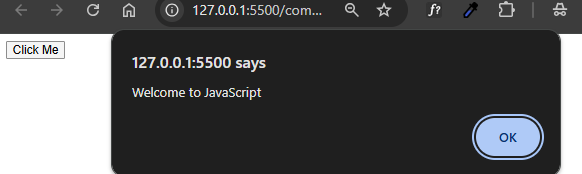 127.0.0.1:5500/com...
f?
Click Me
127.0.0.1:5500 says
Welcome to JavaScript
OK